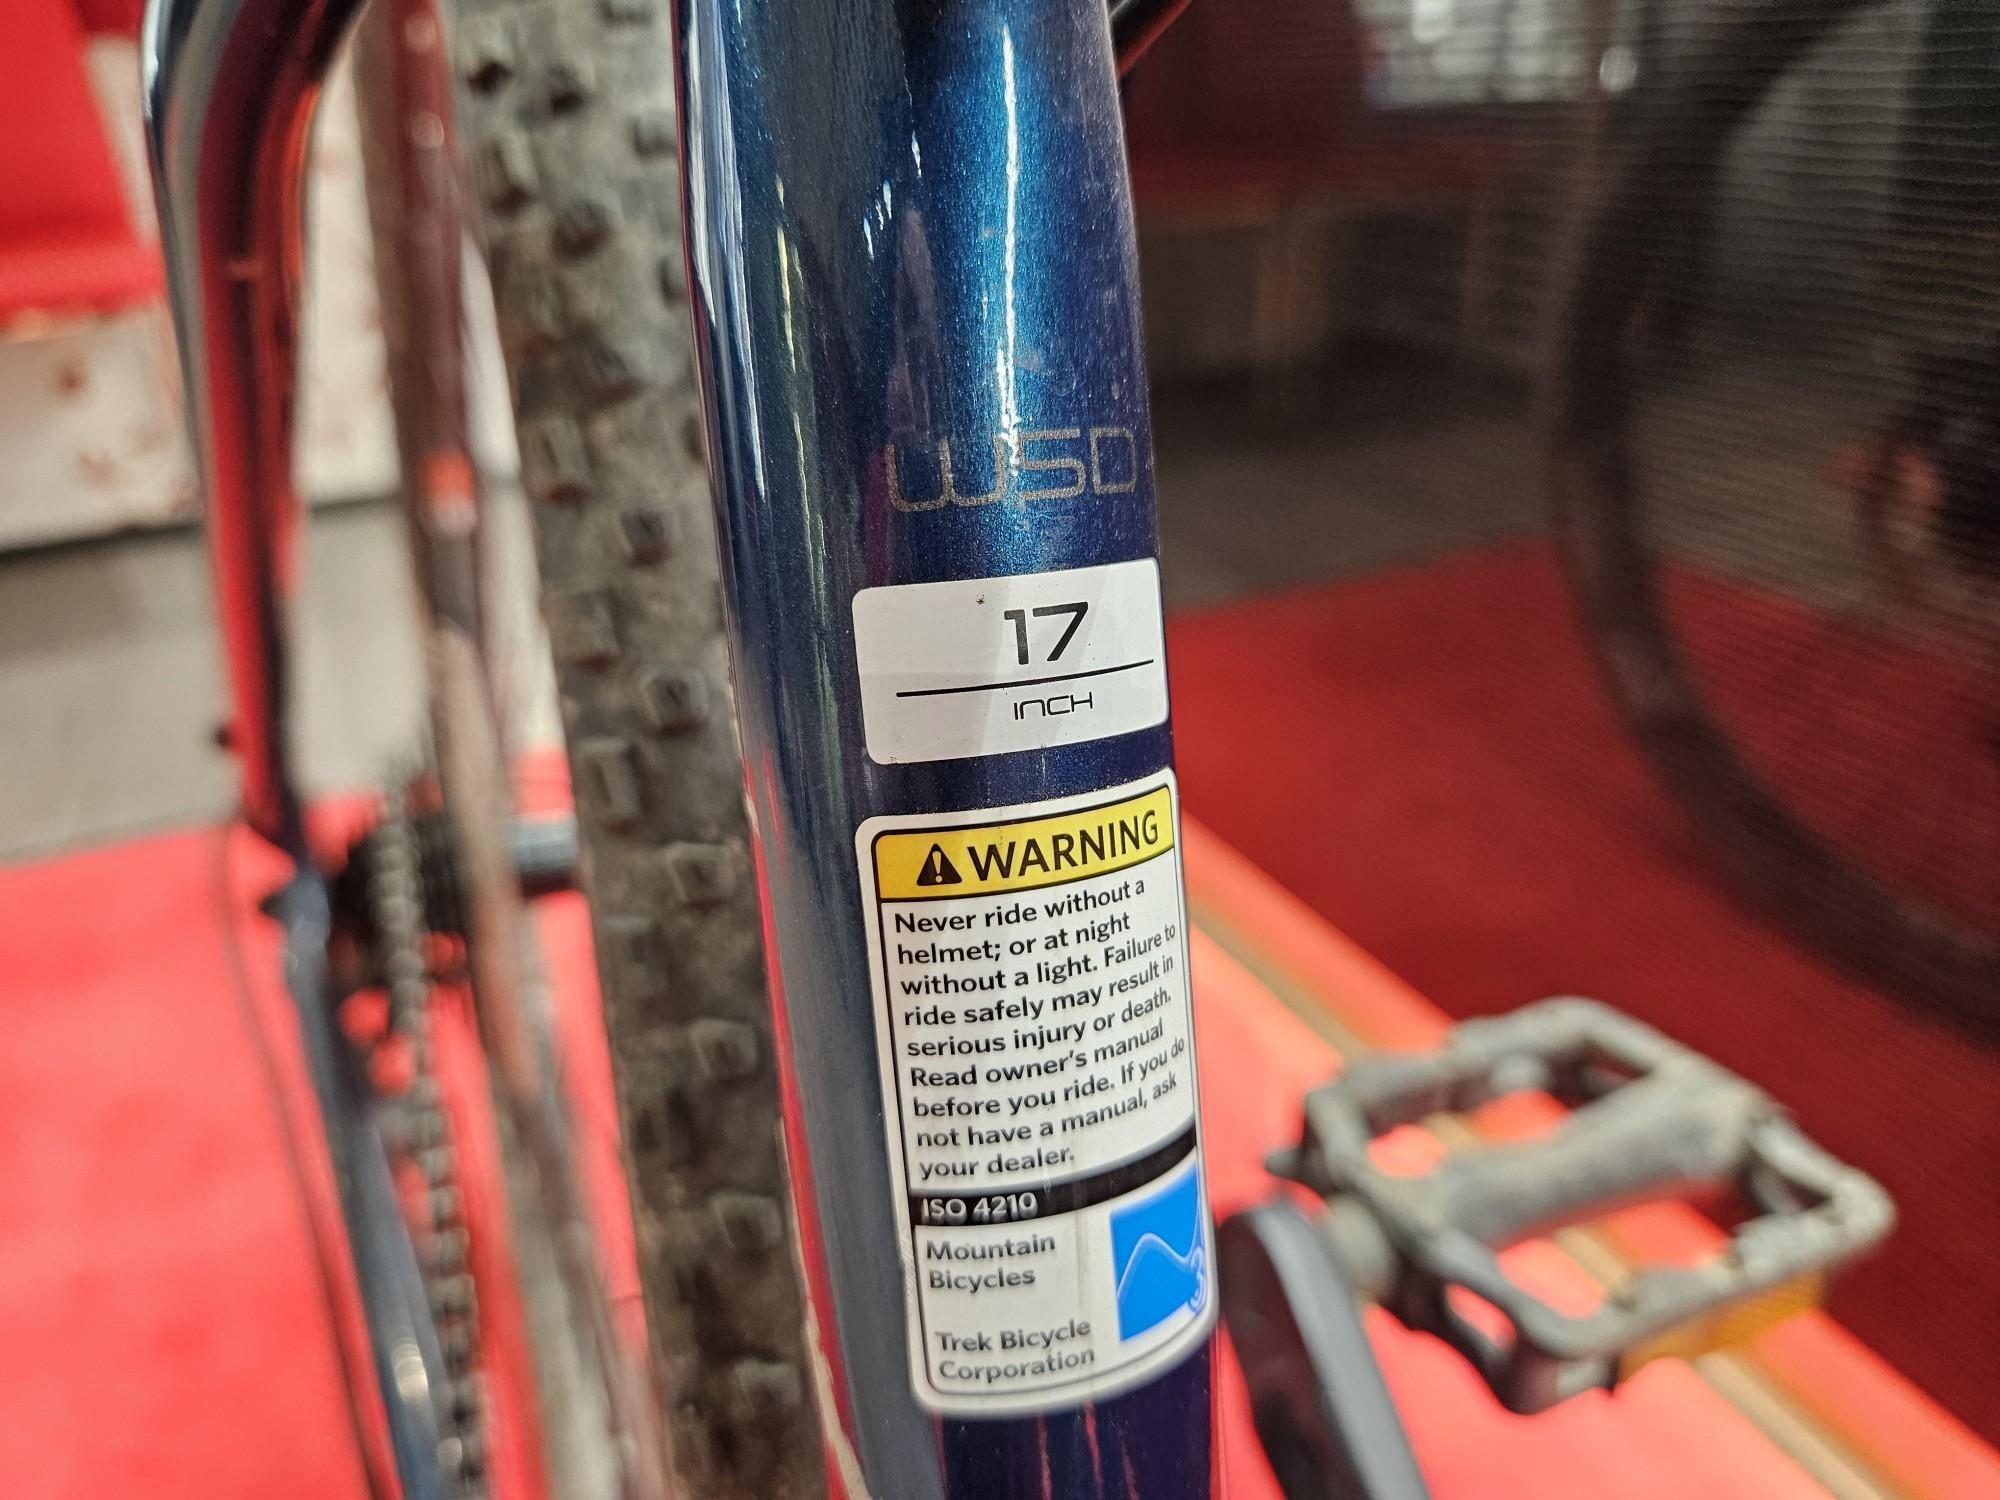 WSD
17
INCH
WARNING
Never ride without a
helmet; or at night
without a light. Failure to
ride safely may result in
serious injury or death.
Read owner's manual
before you ride. If you do
not have a manual, ask
your dealer.
ISO 4210
Mountain
Bicycles
3
Trek Bicycle
Corporation